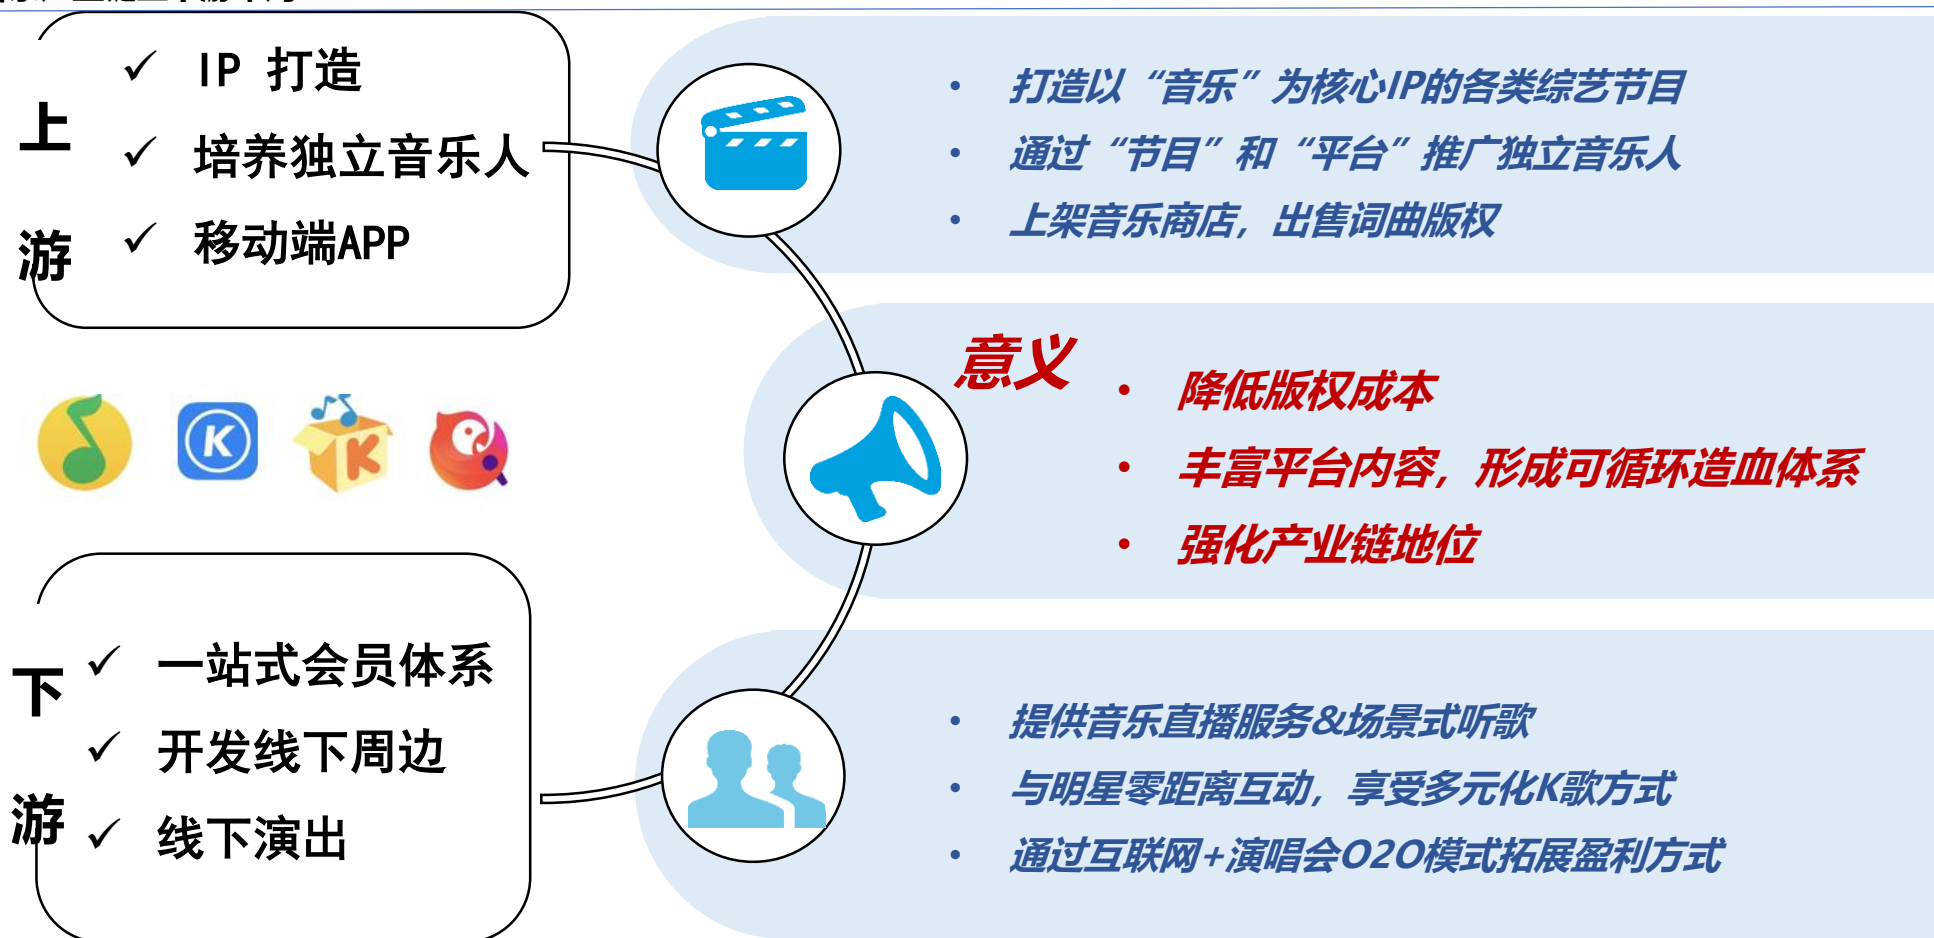 上游
IP 打造
培养独立音乐人
移动端APP
打造以“音乐”为核心IP的各类综艺节目
通过“节目”和“平台”推广独立音乐人
上架音乐商店，出售词曲版权
意义
降低版权成本
丰富平台内容，形成可循环造血体系
强化产业链地位
K
K
下游
一站式会员体系
开发线下周边
线下演出
提供音乐直播服务&场景式听歌
与明星零距离互动，享受多元化K歌方式
通过互联网+演唱会O2O模式拓展盈利方式